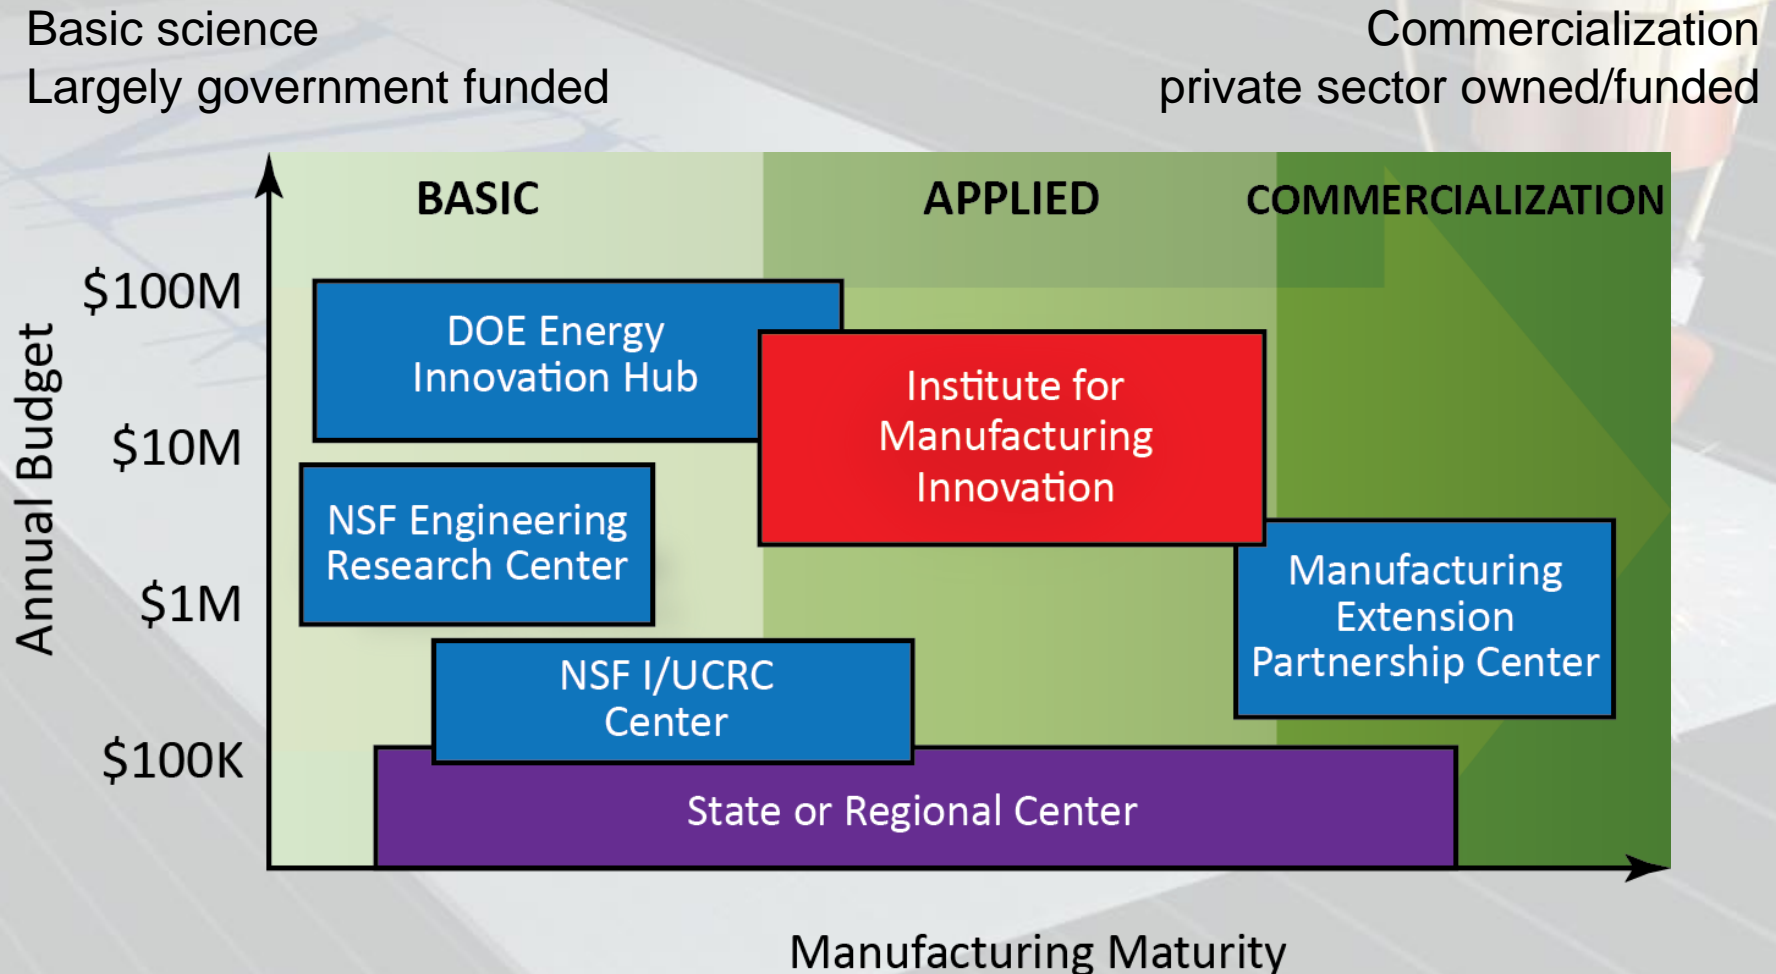 Basic science
Largely government funded
Commercialization
private sector owned/funded
BASIC
APPLIED
COMMERCIALIZATION
Annual Budget
$100M
$10M
$1M
$100K
DOE Energy
Innovation Hub
Institute for
Manufacturing
Innovation
NSF Engineering
Research Center
Manufacturing
Extension
Partnership Center
NSF I/UCRC
Center
State or Regional Center
Manufacturing Maturity